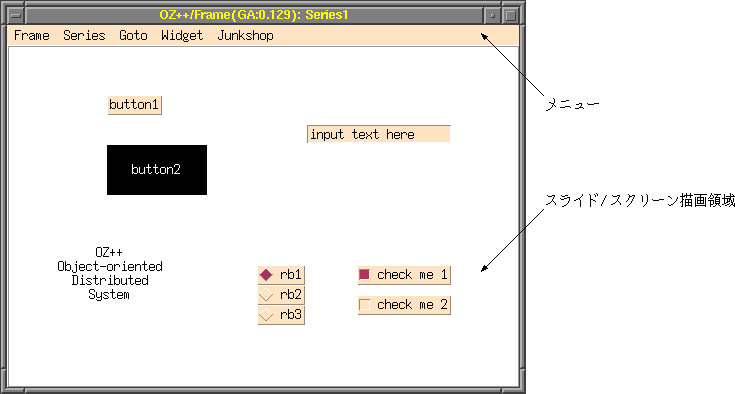 OZ++/Frame(GA:0.129): Series1
Frame Series Goto Widget Junkshop
メニュー
button1
input text here
button2
スライド/スクリーン描画領域
OZ++
Object-oriented
Distributed
System
rb1
rb2
rb3
check me 1
check me 2